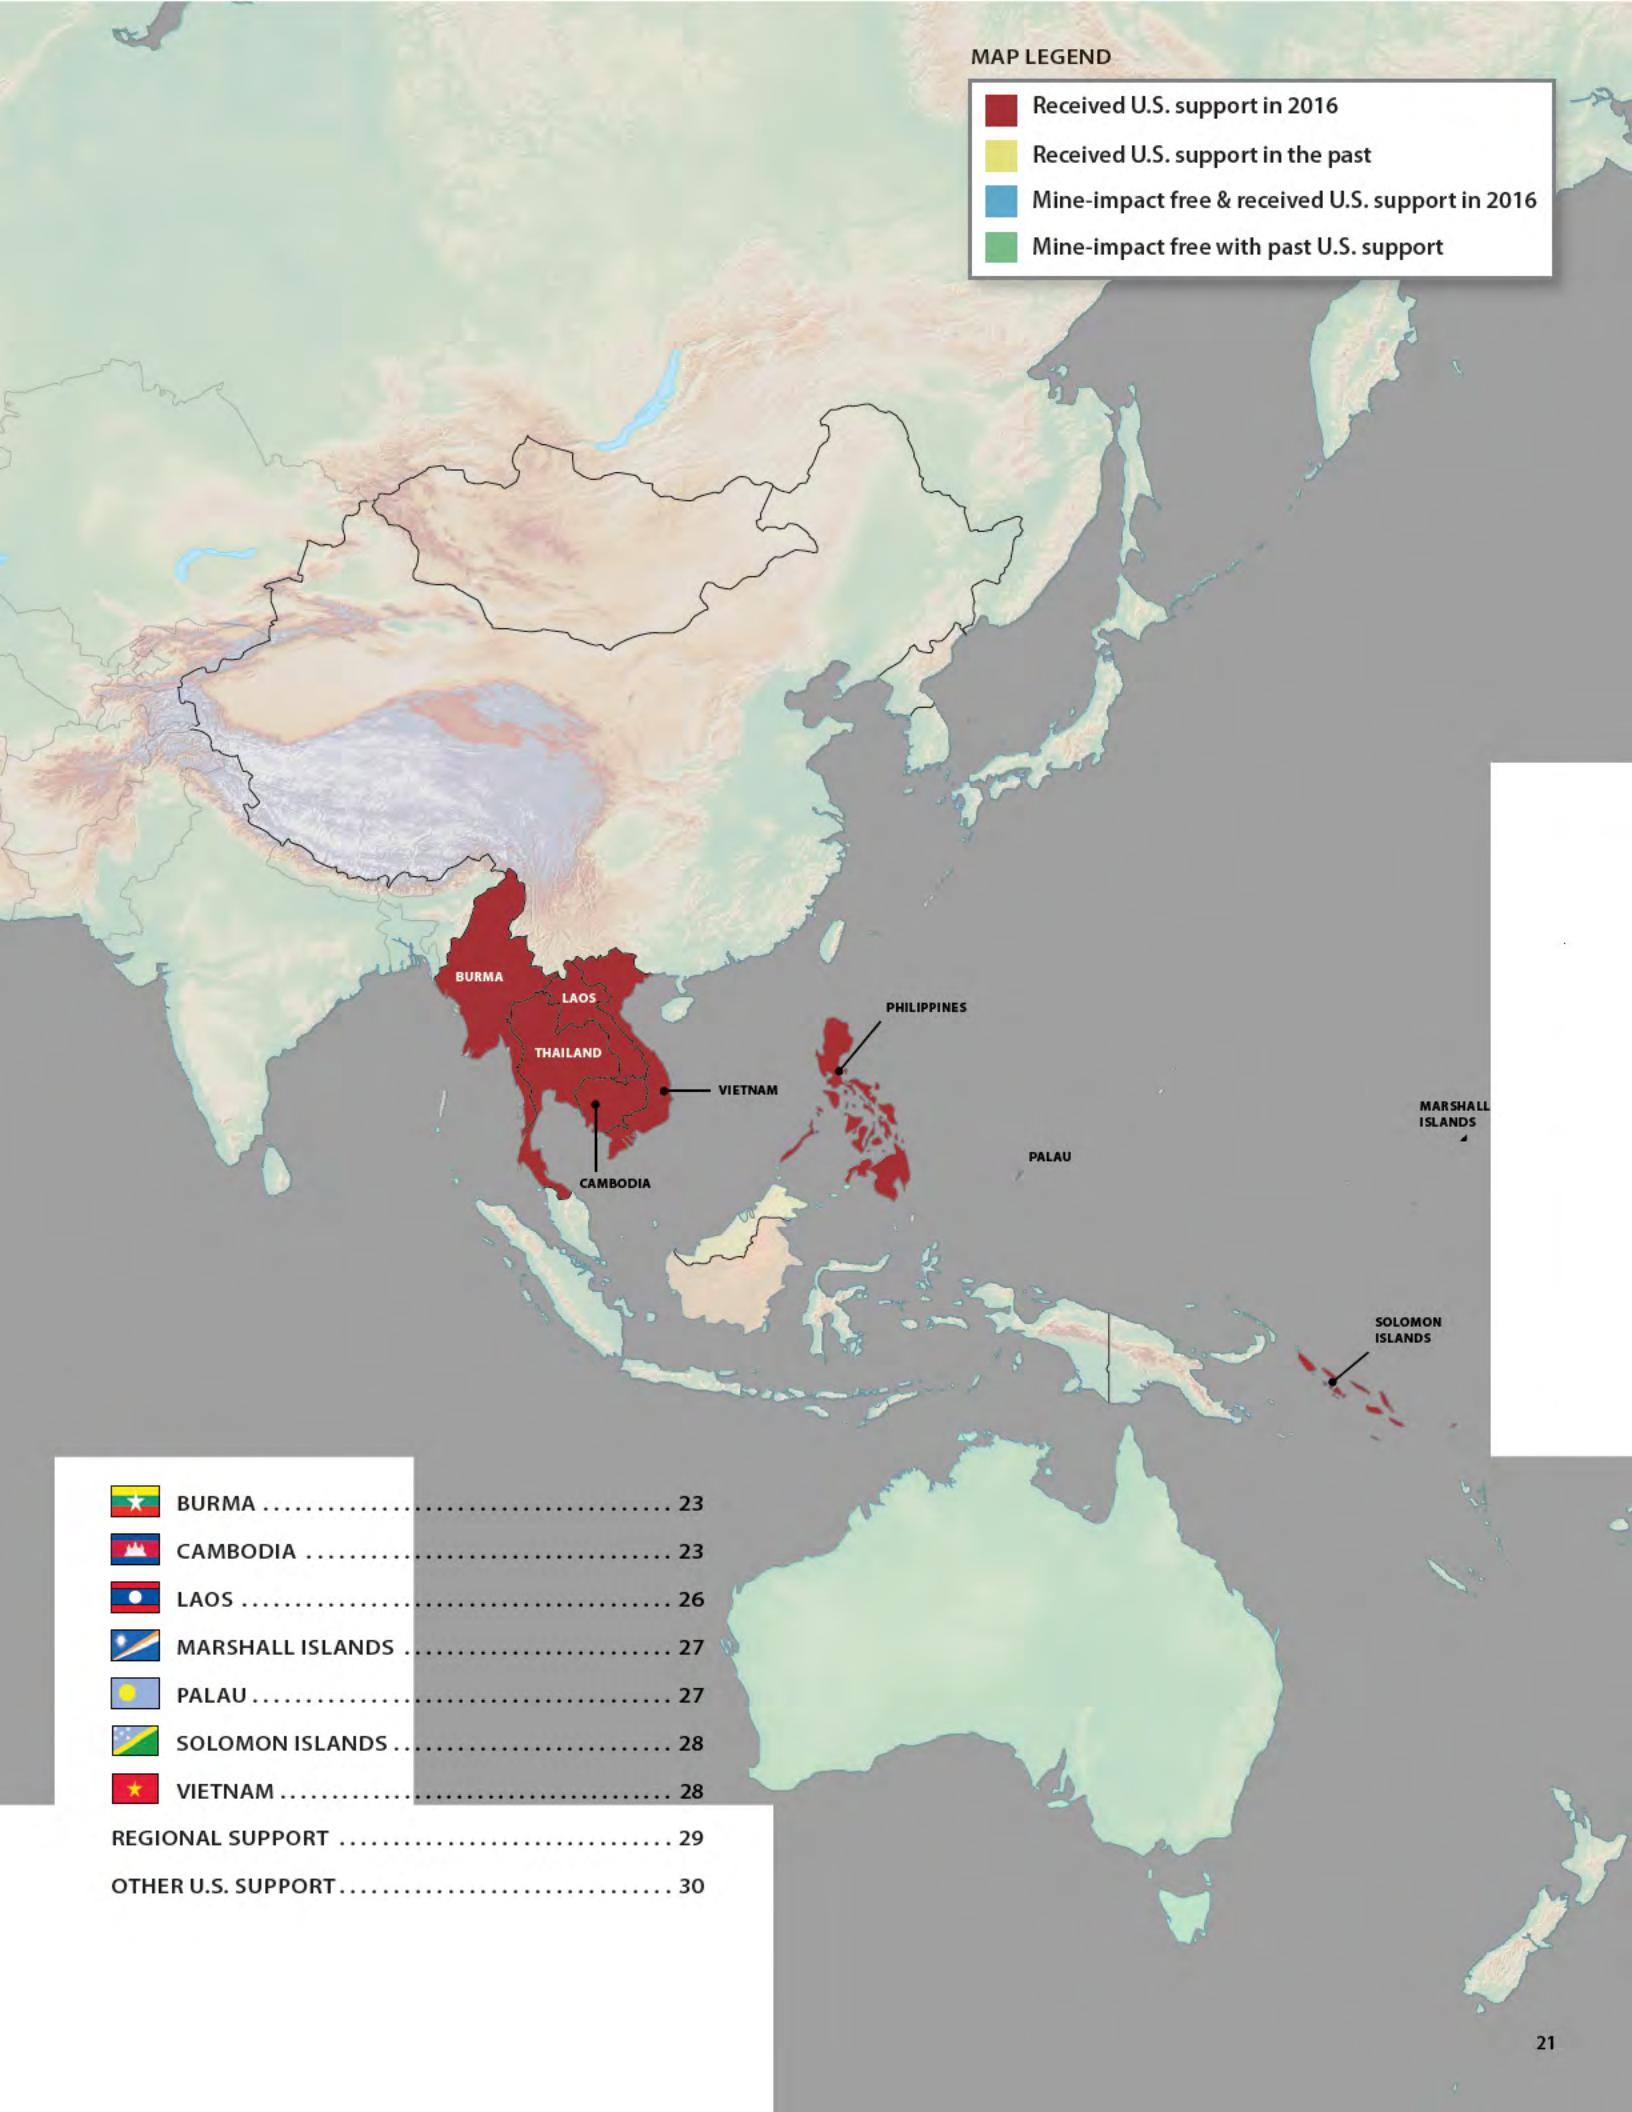 MAP LEGEND
Received U.S. support in 2016
Received U.S. support in the past
Mine-impact free & received U.S. support in 2016
Mine-impact free with past U.S. support
BURMA
LAOS
THAILAND
VIETNAM
CAMBODIA
PHILIPPINES
PALAU
MARSHALL
ISLANDS
SOLOMON
ISLANDS
BURMA ...................................... 23
CAMBODIA .................................. 23
LAOS ........................................ 26
MARSHALL ISLANDS ......................... 27
PALAU ....................................... 27
SOLOMON ISLANDS .......................... 28
VIETNAM .................................... 28
REGIONAL SUPPORT ............................... 29
OTHER U.S. SUPPORT ............................... 30
21